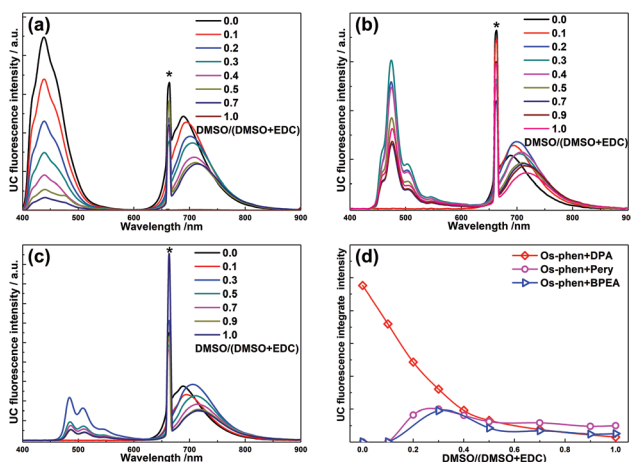 (a)
*
0.0
0.1
0.2
0.3
0.4
0.5
0.7
1.0
DMSO/(DMSO+EDC)
UC fluorescence intensity / a.u.
400 500 600 700 800 900
Wavelength /nm
(b)
*
0.0
0.1
0.2
0.3
0.4
0.5
0.7
0.9
1.0
DMSO/(DMSO+EDC)
UC fluorescence intensity / a.u.
400 500 600 700 800 900
Wavelength /nm
(c)
*
0.0
0.1
0.3
0.5
0.7
0.9
1.0
DMSO/(DMSO+EDC)
UC fluorescence intensity / a.u.
400 500 600 700 800 900
Wavelength /nm
(d)
Os-phen+DPA
Os-phen+Pery
Os-phen+BPEA
UC fluorescence integrate intensity
0.0 0.2 0.4 0.6 0.8 1.0
DMSO/(DMSO+EDC)